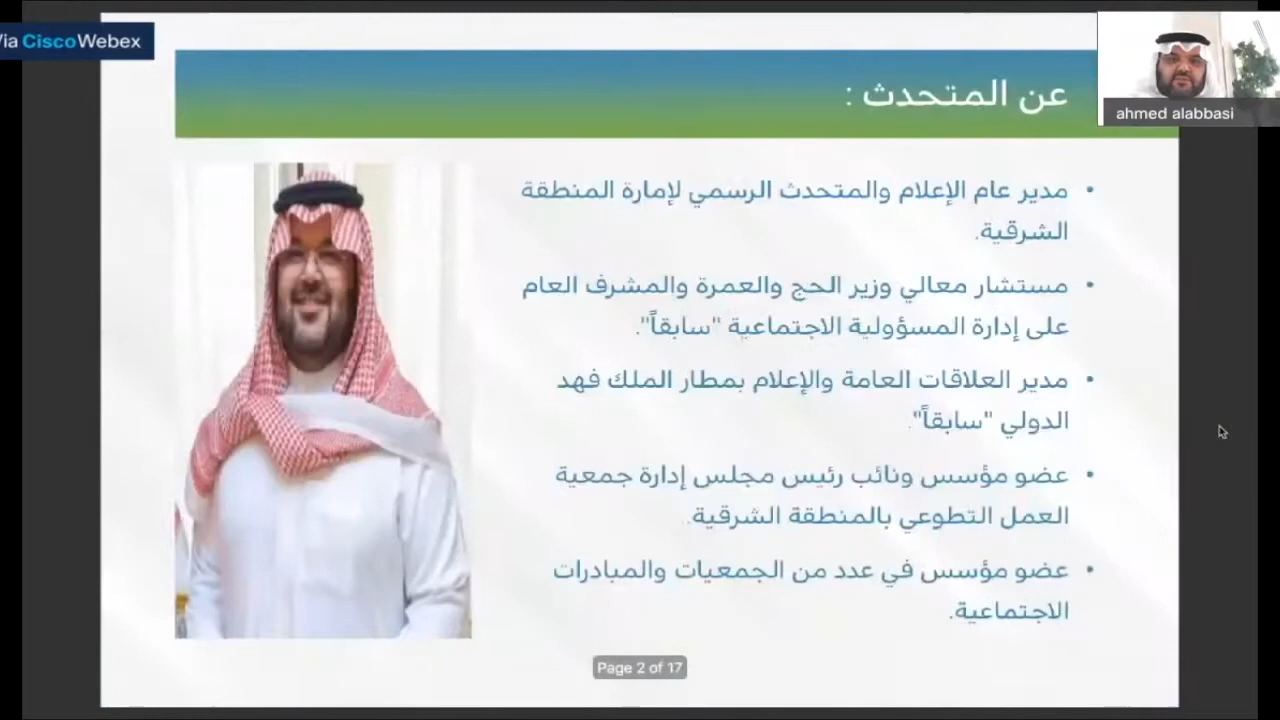 Via Cisco Webex
عن المتحدث :
ahmed alabbasi
• مدير عام الإعلام والمتحدث الرسمي لإمارة المنطقة
الشرقية.
• مستشار معالي وزير الحج والعمرة والمشرف العام
على إدارة المسؤولية الاجتماعية "سابقاً".
• مدير العلاقات العامة والإعلام بمطار الملك فهد
الدولي "سابقاً".
• عضو مؤسس ونائب رئيس مجلس إدارة جمعية
العمل التطوعي بالمنطقة الشرقية.
• عضو مؤسس في عدد من الجمعيات والمبادرات
الاجتماعية.
Page 2 of 17